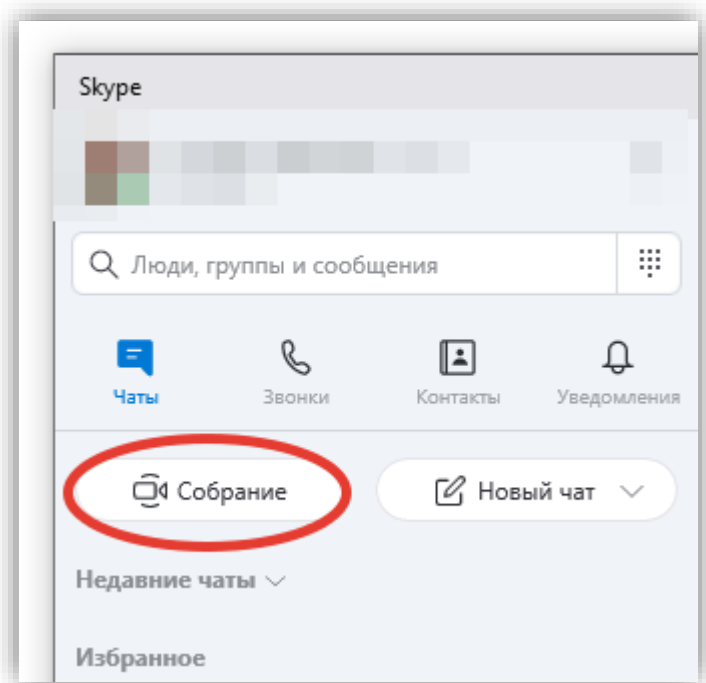 Skype
Люди, группы и сообщения
Чаты Звонки Контакты Уведомления
Собрание Новый чат
Недавние чаты
Избранное